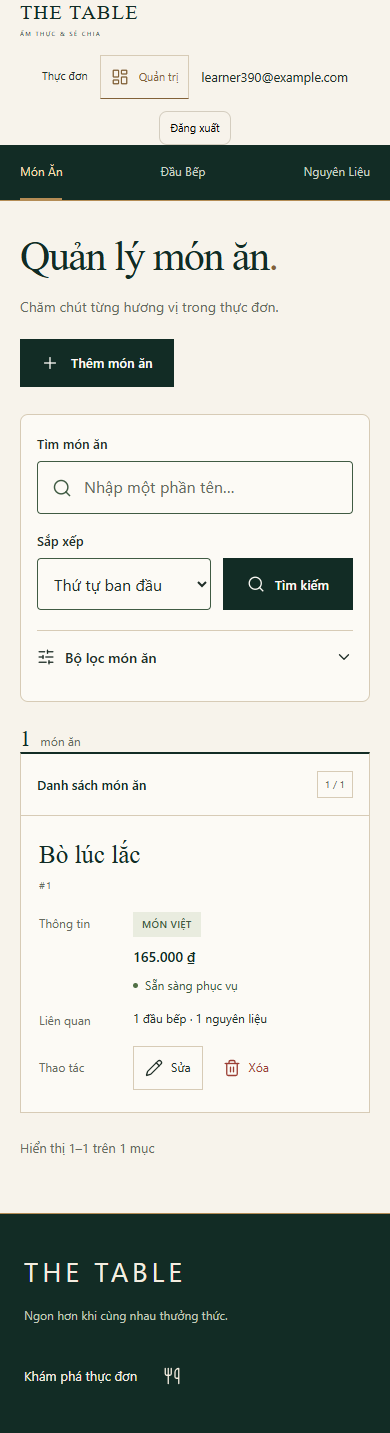 THE TABLE
ẨM THỰC & SẺ CHIA
Thực đơn Quản trị learner390@example.com
Đăng xuất
Món Ăn Đầu Bếp Nguyên Liệu
Quản lý món ăn.
Chăm chút từng hương vị trong thực đơn.
Thêm món ăn
Tìm món ăn
Nhập một phần tên...
Sắp xếp
Thứ tự ban đầu Tìm kiếm
Bộ lọc món ăn
1 món ăn
Danh sách món ăn 1 / 1
Bò lúc lắc
#1
Thông tin MÓN VIỆT
165.000 ₫
Sẵn sàng phục vụ
Liên quan 1 đầu bếp · 1 nguyên liệu
Thao tác Sửa Xóa
Hiển thị 1–1 trên 1 mục
THE TABLE
Ngon hơn khi cùng nhau thưởng thức.
Khám phá thực đơn